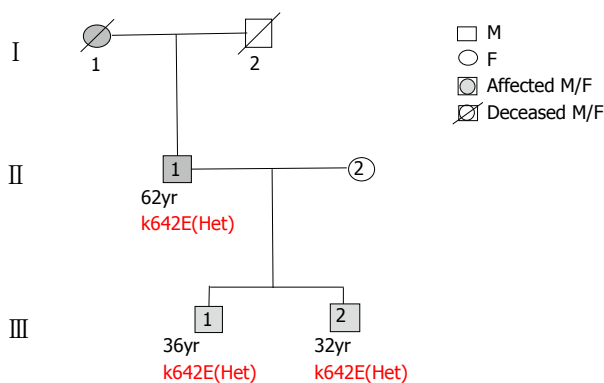 I
1
2
M
F
Affected M/F
Deceased M/F
II
1
2
62yr
k642E(Het)
III
1
2
36yr
32yr
k642E(Het)
k642E(Het)